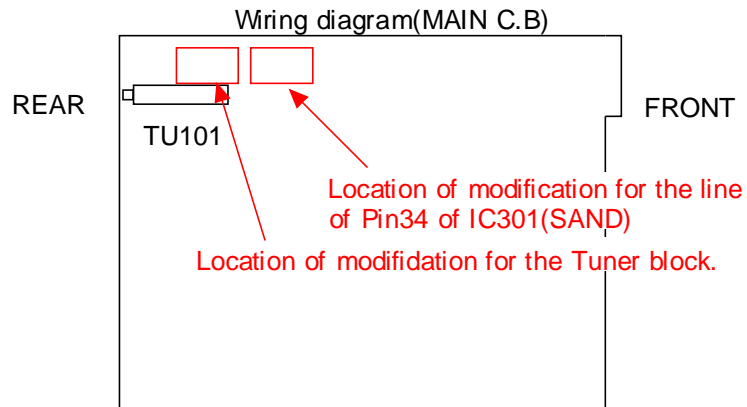 Wiring diagram(MAIN C.B)
REAR
FRONT
TU101
Location of modification for the line
of Pin34 of IC301(SAND)
Location of modifidation for the Tuner block.